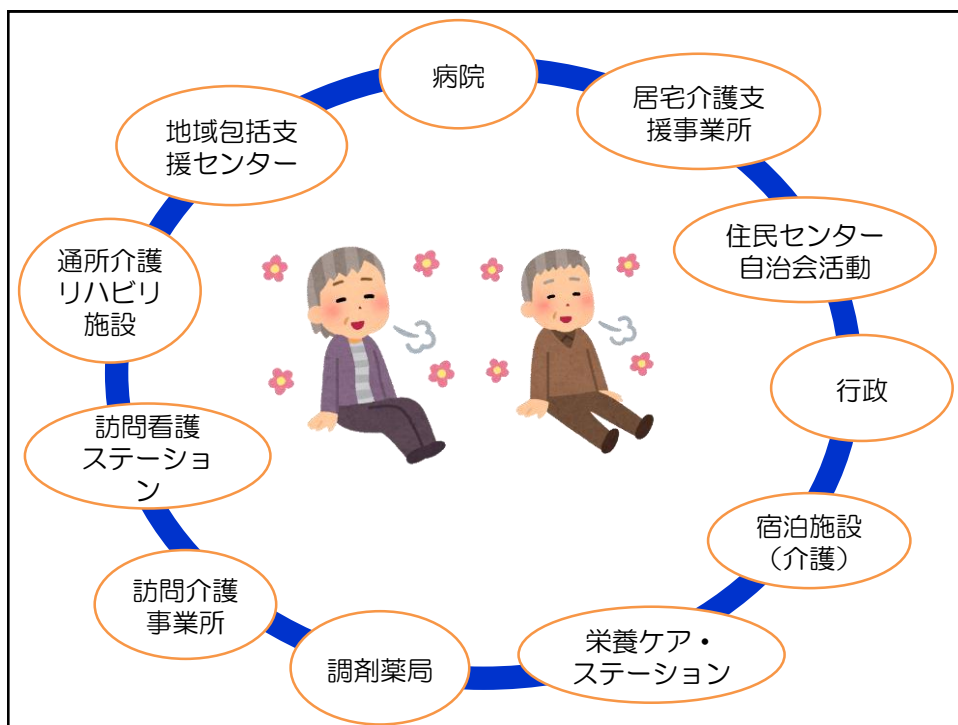 病院
居宅介護支
援事業所
住民センター
自治会活動
行政
宿泊施設
（介護）
栄養ケア・
ステーション
調剤薬局
訪問介護
事業所
訪問看護
ステーショ
ン
通所介護
リハビリ
施設
地域包括支
援センター